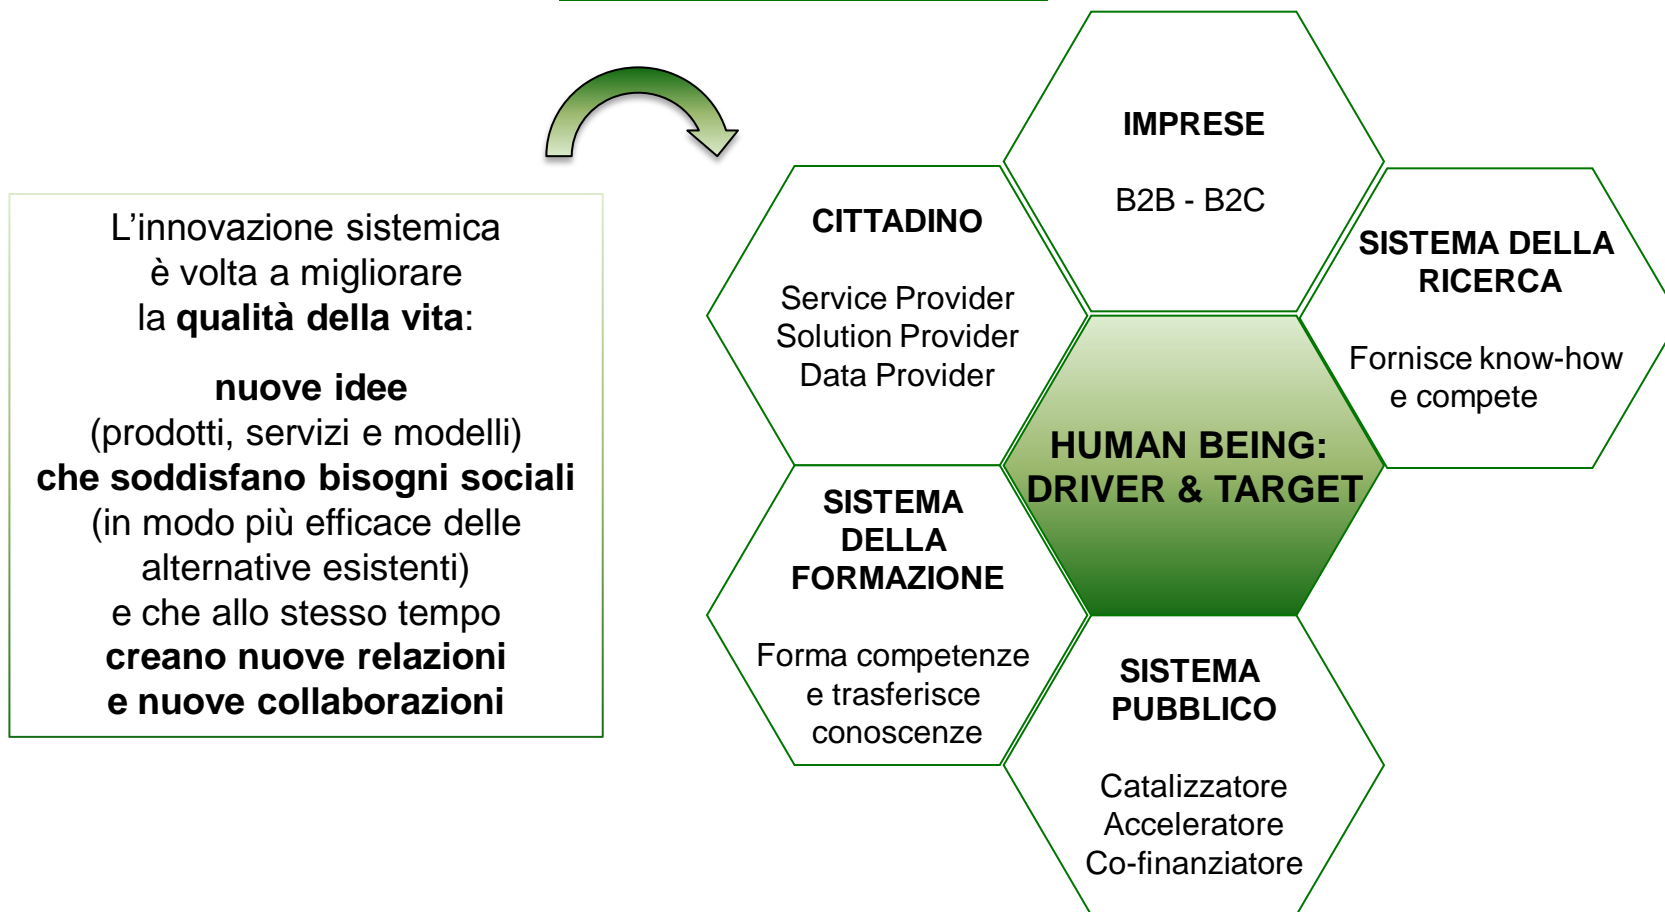 L’innovazione sistemica
è volta a migliorare
la qualità della vita:
nuove idee
(prodotti, servizi e modelli)
che soddisfano bisogni sociali
(in modo più efficace delle
alternative esistenti)
e che allo stesso tempo
creano nuove relazioni
e nuove collaborazioni
IMPRESE
B2B - B2C
CITTADINO
Service Provider
Solution Provider
Data Provider
SISTEMA DELLA
RICERCA
Fornisce know-how
e compete
HUMAN BEING:
DRIVER & TARGET
SISTEMA
DELLA
FORMAZIONE
Forma competenze
e trasferisce
conoscenze
SISTEMA
PUBBLICO
Catalizzatore
Acceleratore
Co-finanziatore